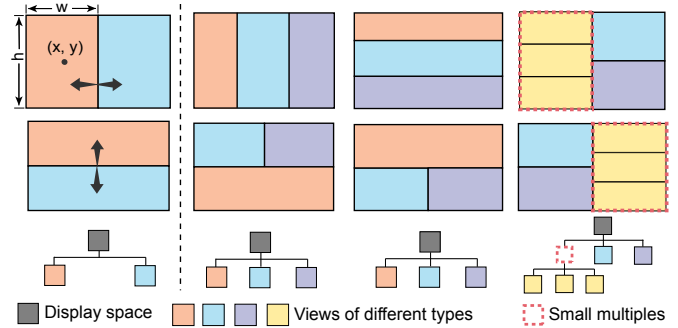 w
h
(x, y)
Display space
Views of different types
Small multiples